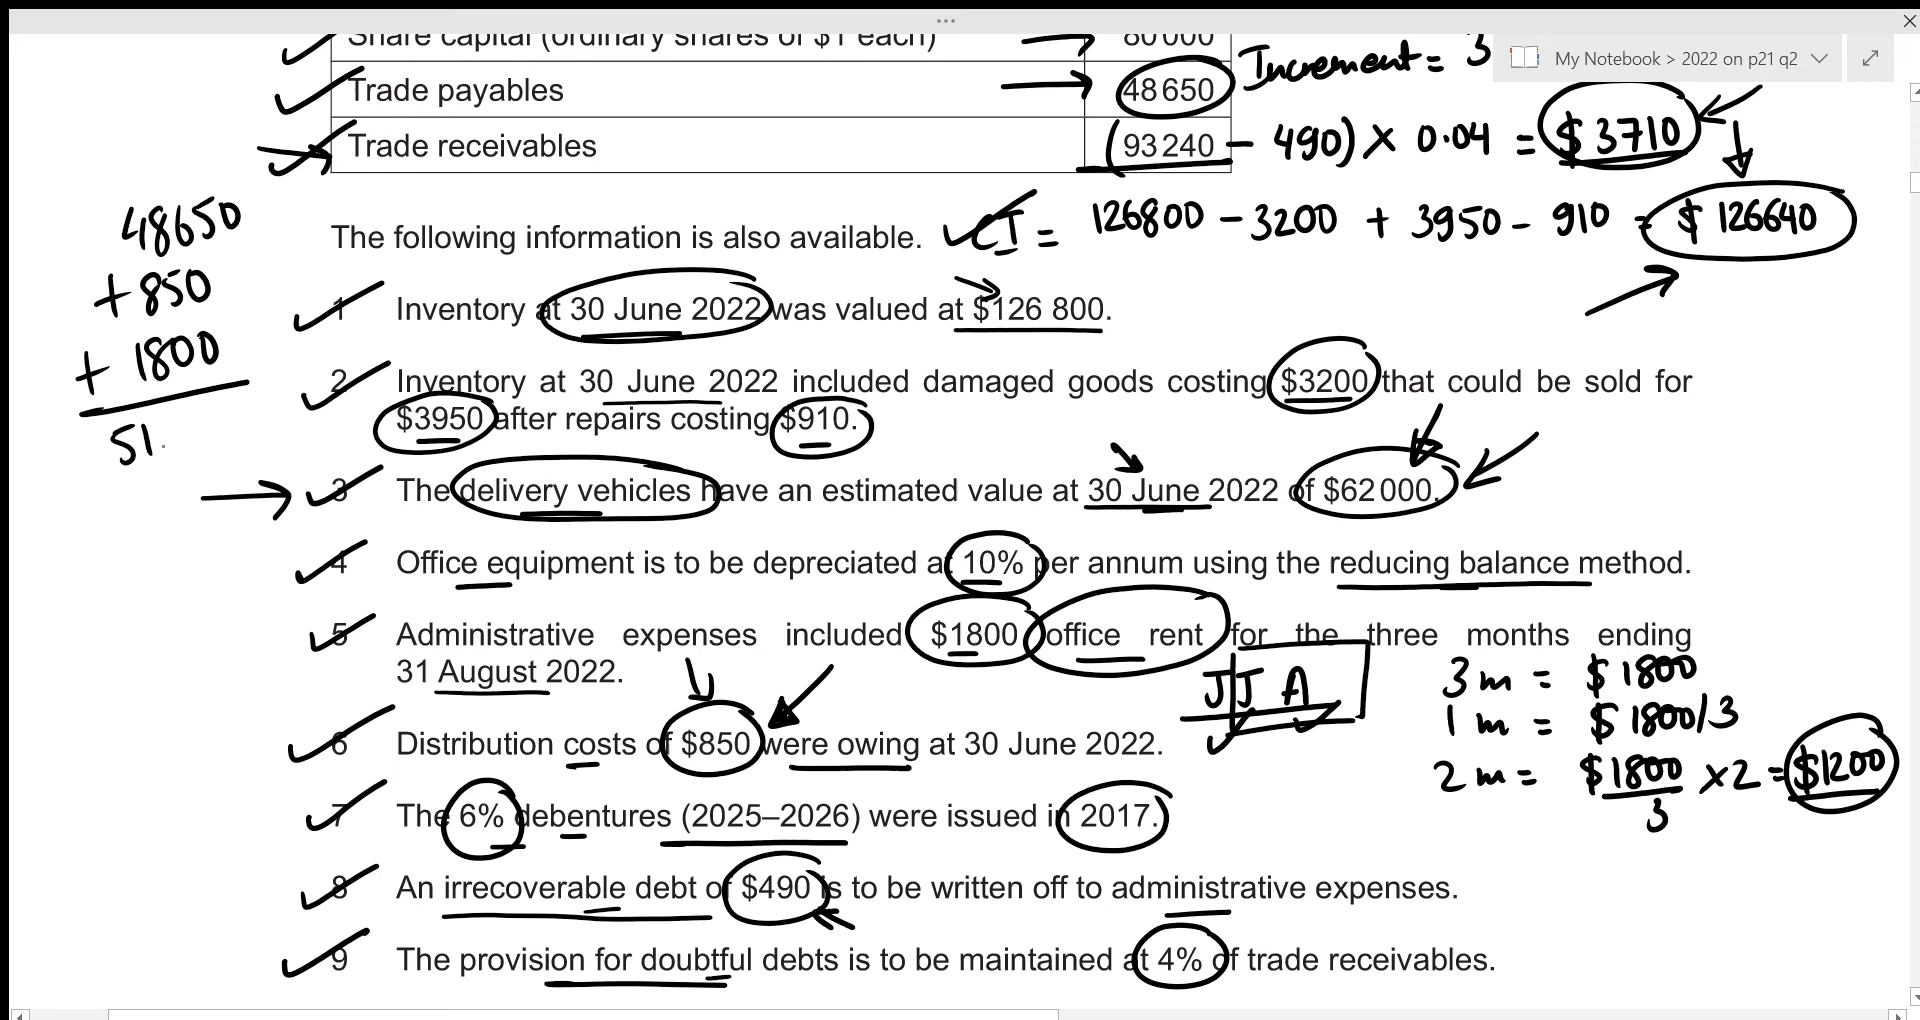 Share capital (ordinary shares of $1 each) 80 000
Increment = 3
My Notebook > 2022 on p21 q2
Trade payables 48 650
Trade receivables (93 240 – 490) × 0.04 = $ 3710
48650
+ 850
+ 1800
51
The following information is also available.
CI = 126800 – 3200 + 3950 – 910 = $ 126640
1 Inventory at 30 June 2022 was valued at $126 800.
2 Inventory at 30 June 2022 included damaged goods costing $3200 that could be sold for
$3950 after repairs costing $910.
3 The delivery vehicles have an estimated value at 30 June 2022 of $62 000.
4 Office equipment is to be depreciated at 10% per annum using the reducing balance method.
5 Administrative expenses included $1800 office rent for the three months ending
31 August 2022.
J J A
3 m = $ 1800
1 m = $ 1800/3
2 m = $ 1800 × 2 = $1200
3
6 Distribution costs of $850 were owing at 30 June 2022.
7 The 6% debentures (2025–2026) were issued in 2017.
8 An irrecoverable debt of $490 is to be written off to administrative expenses.
9 The provision for doubtful debts is to be maintained at 4% of trade receivables.